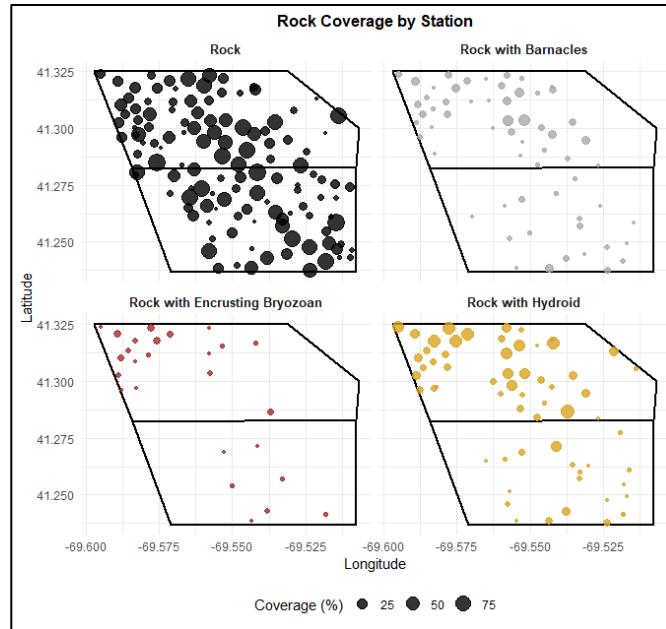 Rock Coverage by Station
Rock
Rock with Barnacles
41.325
41.300
41.275
41.250
Rock with Encrusting Bryozoan
Rock with Hydroid
41.325
41.300
41.275
41.250
Latitude
-69.600 -69.575 -69.550 -69.525 -69.600 -69.575 -69.550 -69.525
Longitude
Coverage (%) 25 50 75